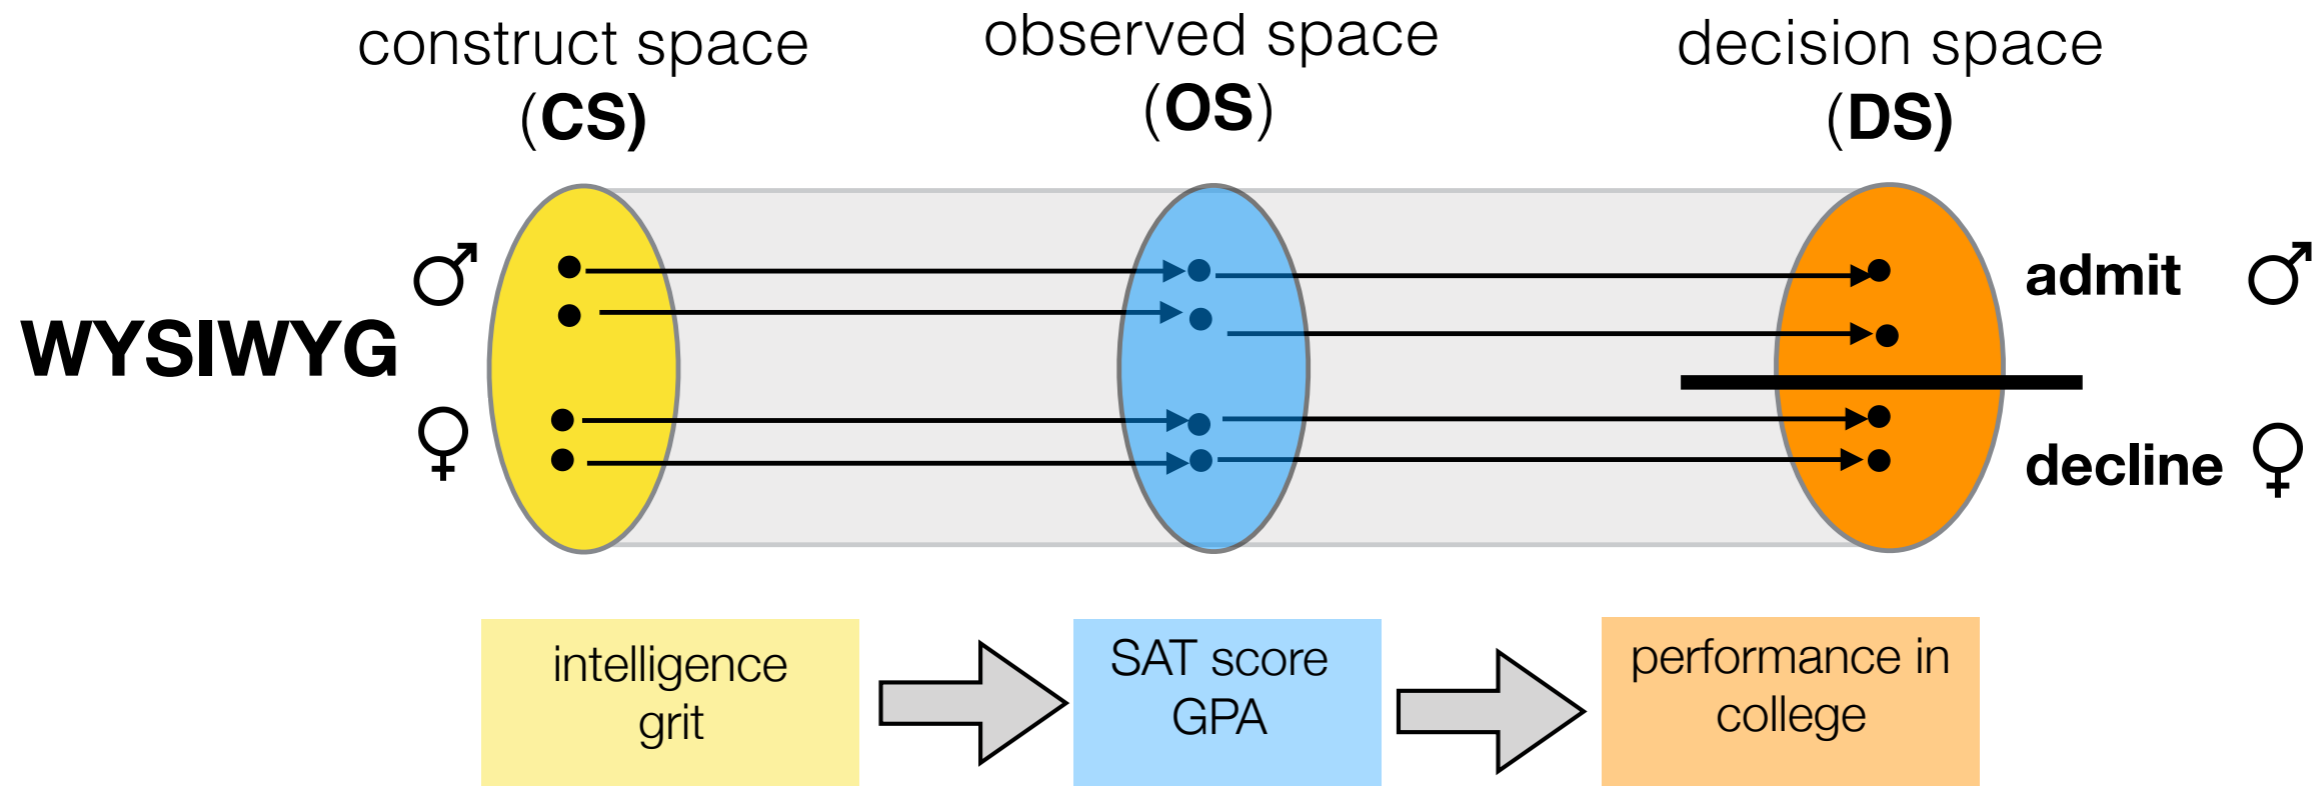 construct space
(CS)
observed space
(OS)
decision space
(DS)
WYSIWYG
♂
♀
admit ♂
decline ♀
intelligence
grit
SAT score
GPA
performance in
college